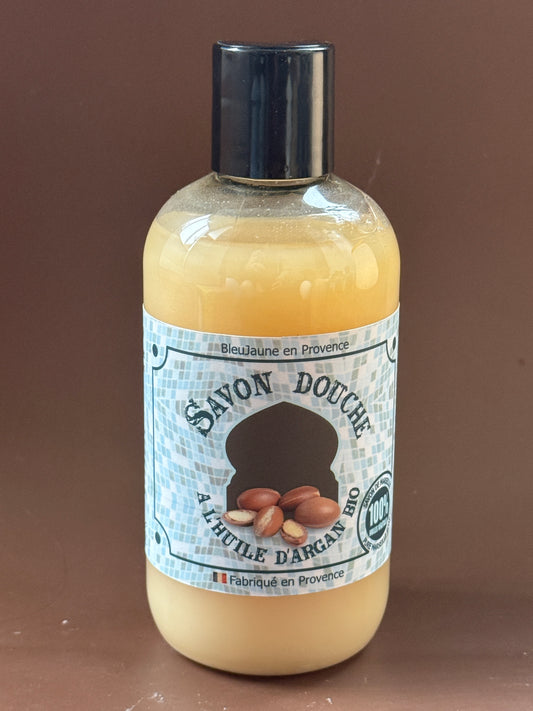 BleuJaune en Provence
SAVON DOUCHE
A L'HUILE D'ARGAN BIO
100%
Fabriqué en Provence